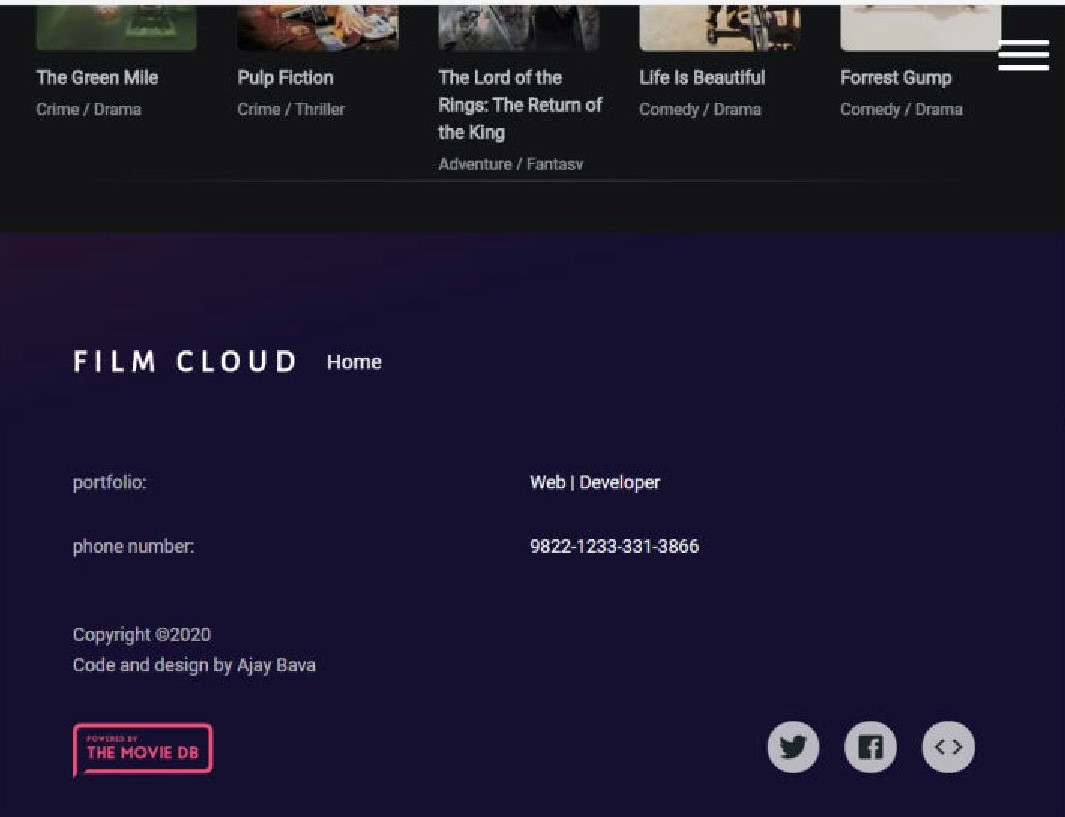 The Green Mile
Crime / Drama
Pulp Fiction
Crime / Thriller
The Lord of the
Rings: The Return of
the King
Adventure / Fantasy
Life Is Beautiful
Comedy / Drama
Forrest Gump
Comedy / Drama
FILM CLOUD Home
portfolio: Web | Developer
phone number: 9822-1233-331-3866
Copyright ©2020
Code and design by Ajay Bava
POWERED BY
THE MOVIE DB